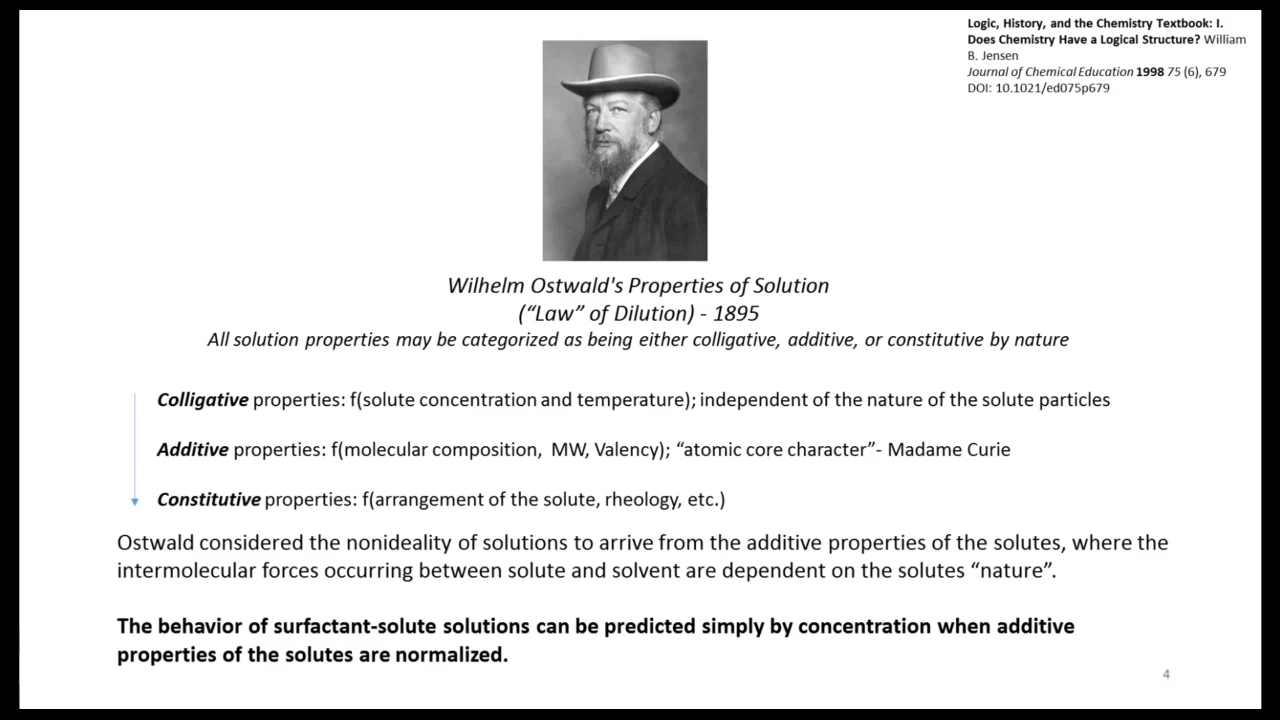 Logic, History, and the Chemistry Textbook: I.
Does Chemistry Have a Logical Structure? William
B. Jensen
Journal of Chemical Education 1998 75 (6), 679
DOI: 10.1021/ed075p679
Wilhelm Ostwald's Properties of Solution
(“Law” of Dilution) - 1895
All solution properties may be categorized as being either colligative, additive, or constitutive by nature
Colligative properties: f(solute concentration and temperature); independent of the nature of the solute particles
Additive properties: f(molecular composition, MW, Valency); “atomic core character”- Madame Curie
Constitutive properties: f(arrangement of the solute, rheology, etc.)
Ostwald considered the nonideality of solutions to arrive from the additive properties of the solutes, where the
intermolecular forces occurring between solute and solvent are dependent on the solutes “nature”.
The behavior of surfactant-solute solutions can be predicted simply by concentration when additive
properties of the solutes are normalized.
4